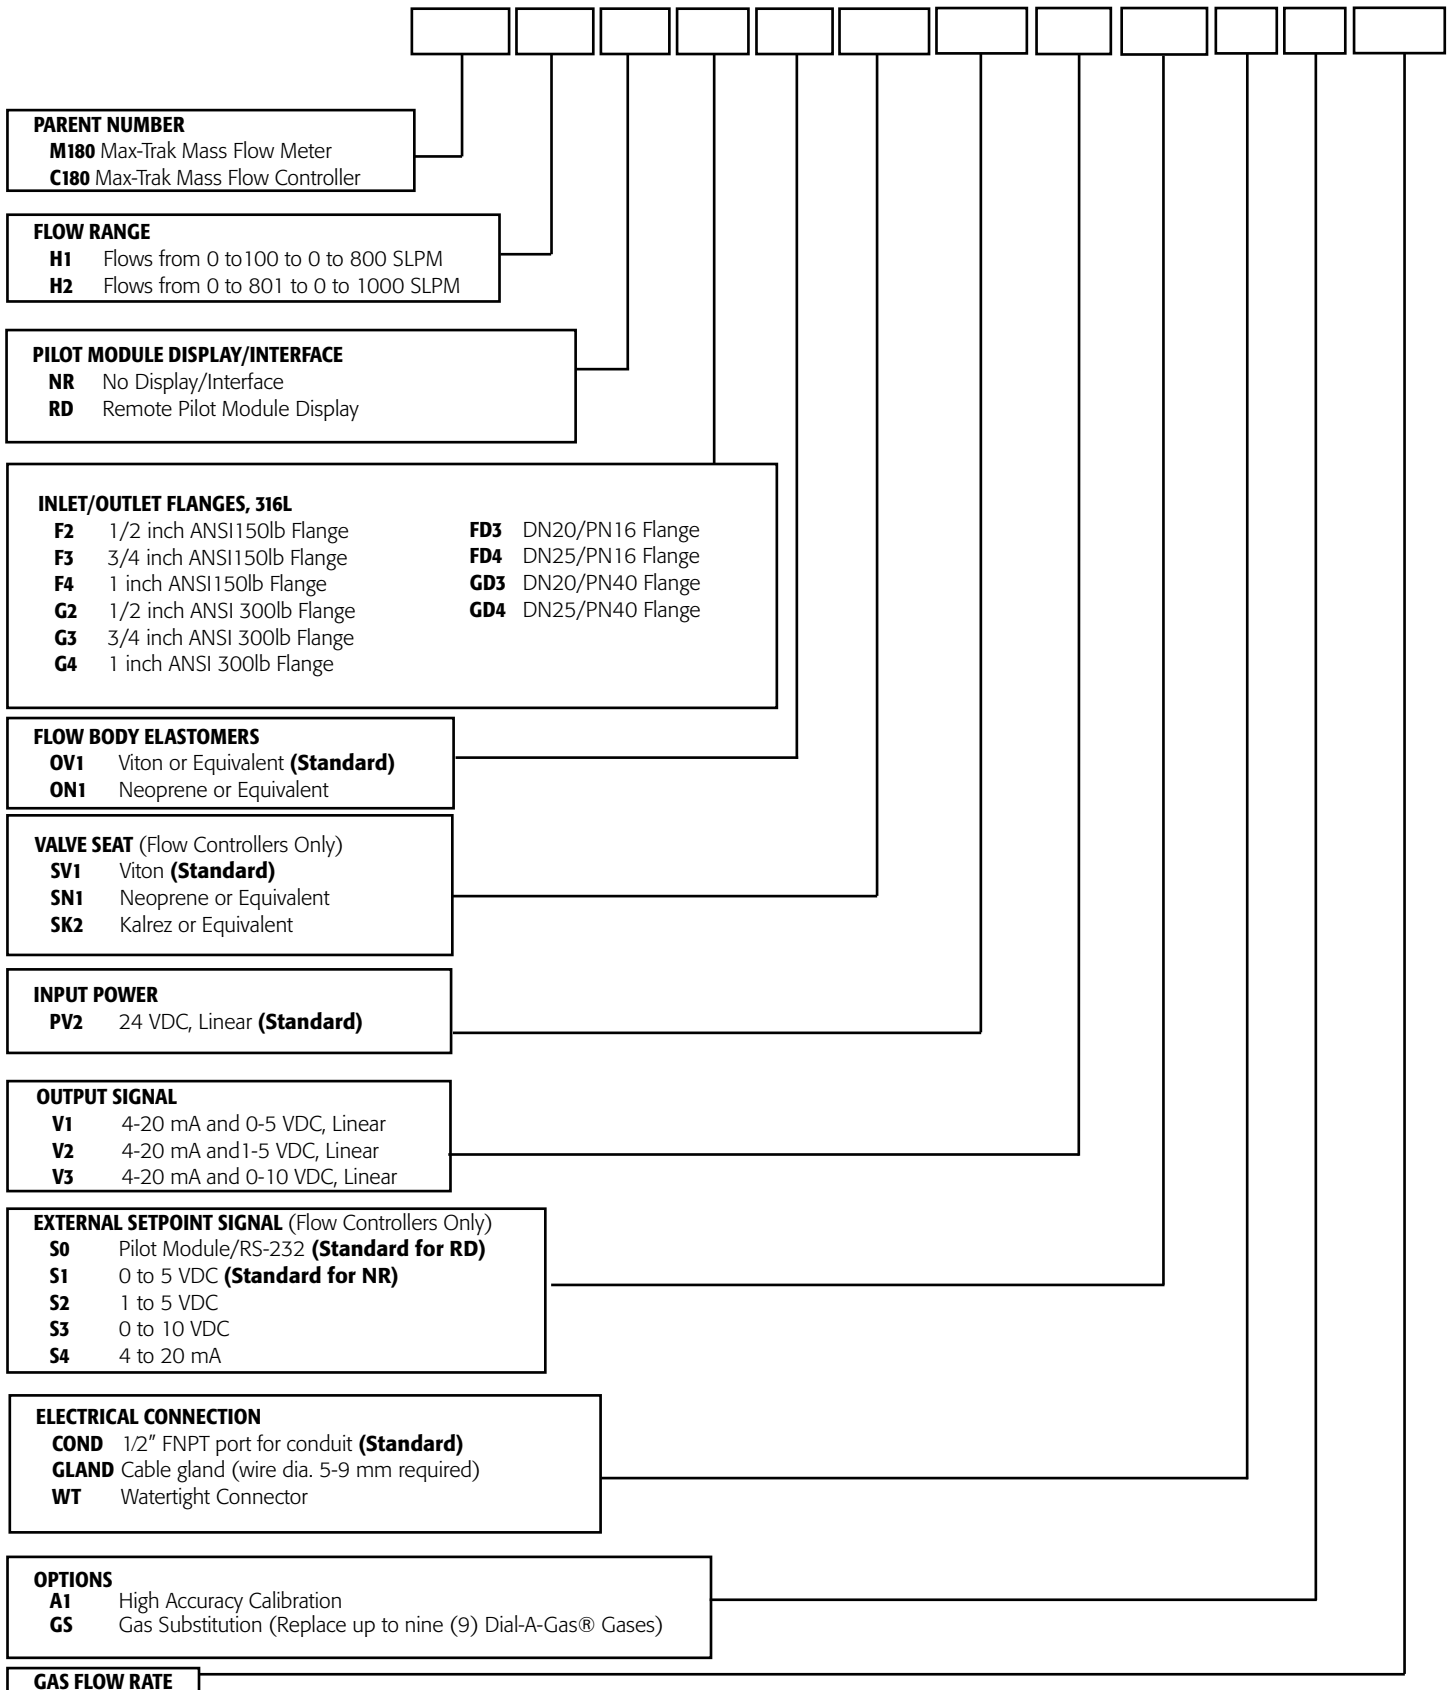 PARENT NUMBER
M180 Max-Trak Mass Flow Meter
C180 Max-Trak Mass Flow Controller
FLOW RANGE
H1 Flows from 0 to100 to 0 to 800 SLPM
H2 Flows from 0 to 801 to 0 to 1000 SLPM
PILOT MODULE DISPLAY/INTERFACE
NR No Display/Interface
RD Remote Pilot Module Display
INLET/OUTLET FLANGES, 316L
F2 1/2 inch ANSI150lb Flange
F3 3/4 inch ANSI150lb Flange
F4 1 inch ANSI150lb Flange
G2 1/2 inch ANSI 300lb Flange
G3 3/4 inch ANSI 300lb Flange
G4 1 inch ANSI 300lb Flange
FD3 DN20/PN16 Flange
FD4 DN25/PN16 Flange
GD3 DN20/PN40 Flange
GD4 DN25/PN40 Flange
FLOW BODY ELASTOMERS
OV1 Viton or Equivalent (Standard)
ON1 Neoprene or Equivalent
VALVE SEAT (Flow Controllers Only)
SV1 Viton (Standard)
SN1 Neoprene or Equivalent
SK2 Kalrez or Equivalent
INPUT POWER
PV2 24 VDC, Linear (Standard)
OUTPUT SIGNAL
V1 4-20 mA and 0-5 VDC, Linear
V2 4-20 mA and1-5 VDC, Linear
V3 4-20 mA and 0-10 VDC, Linear
EXTERNAL SETPOINT SIGNAL (Flow Controllers Only)
S0 Pilot Module/RS-232 (Standard for RD)
S1 0 to 5 VDC (Standard for NR)
S2 1 to 5 VDC
S3 0 to 10 VDC
S4 4 to 20 mA
ELECTRICAL CONNECTION
COND 1/2" FNPT port for conduit (Standard)
GLAND Cable gland (wire dia. 5-9 mm required)
WT Watertight Connector
OPTIONS
A1 High Accuracy Calibration
GS Gas Substitution (Replace up to nine (9) Dial-A-Gas® Gases)
GAS FLOW RATE